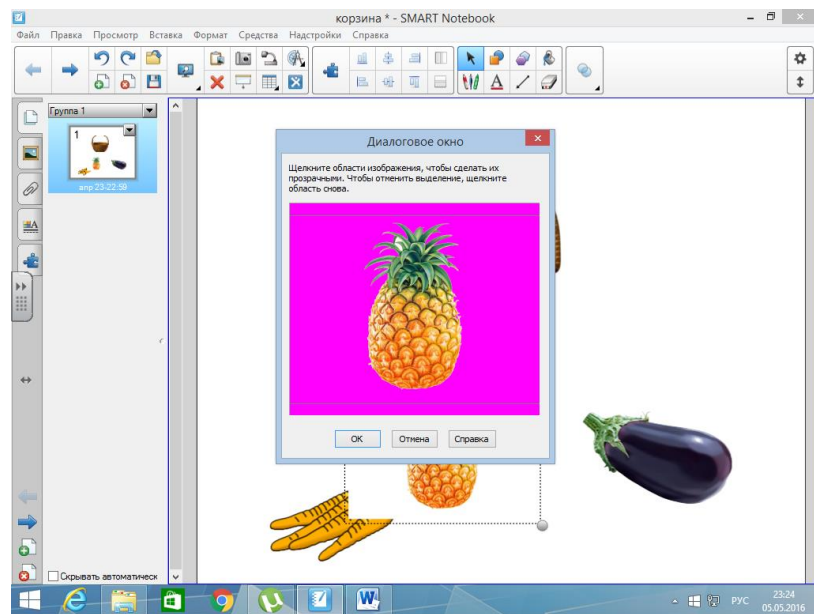 корзина * - SMART Notebook
Файл Правка Просмотр Вставка Формат Средства Надстройки Справка
Группа 1
1
апр 23-22:59
Диалоговое окно
Щелкните области изображения, чтобы сделать их
прозрачными. Чтобы отменить выделение, щелкните
область снова.
ОК Отмена Справка
Скрывать автоматическ
РУС
23:24
05.05.2016